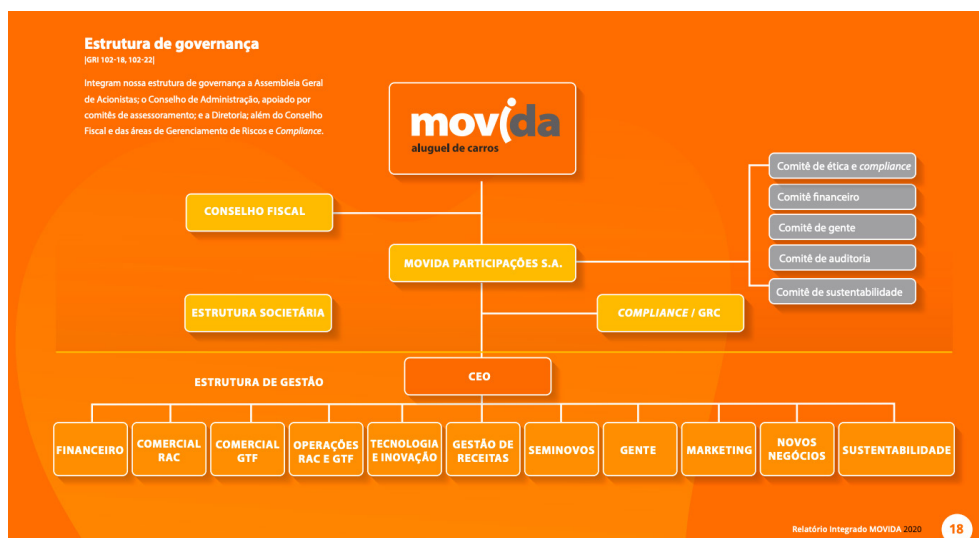 Estrutura de governança
|GRI 102-18, 102-22|
Integram nossa estrutura de governança a Assembleia Geral
de Acionistas; o Conselho de Administração, apoiado por
comitês de assessoramento; e a Diretoria; além do Conselho
Fiscal e das áreas de Gerenciamento de Riscos e Compliance.
movida
aluguel de carros
Comitê de ética e compliance
Comitê financeiro
Comitê de gente
Comitê de auditoria
Comitê de sustentabilidade
CONSELHO FISCAL
MOVIDA PARTICIPAÇÕES S.A.
ESTRUTURA SOCIETÁRIA
COMPLIANCE / GRC
CEO
ESTRUTURA DE GESTÃO
FINANCEIRO
COMERCIAL
RAC
COMERCIAL
GTF
OPERAÇÕES
RAC E GTF
TECNOLOGIA
E INOVAÇÃO
GESTÃO DE
RECEITAS
SEMINOVOS
GENTE
MARKETING
NOVOS
NEGÓCIOS
SUSTENTABILIDADE
Relatório Integrado MOVIDA 2020
18